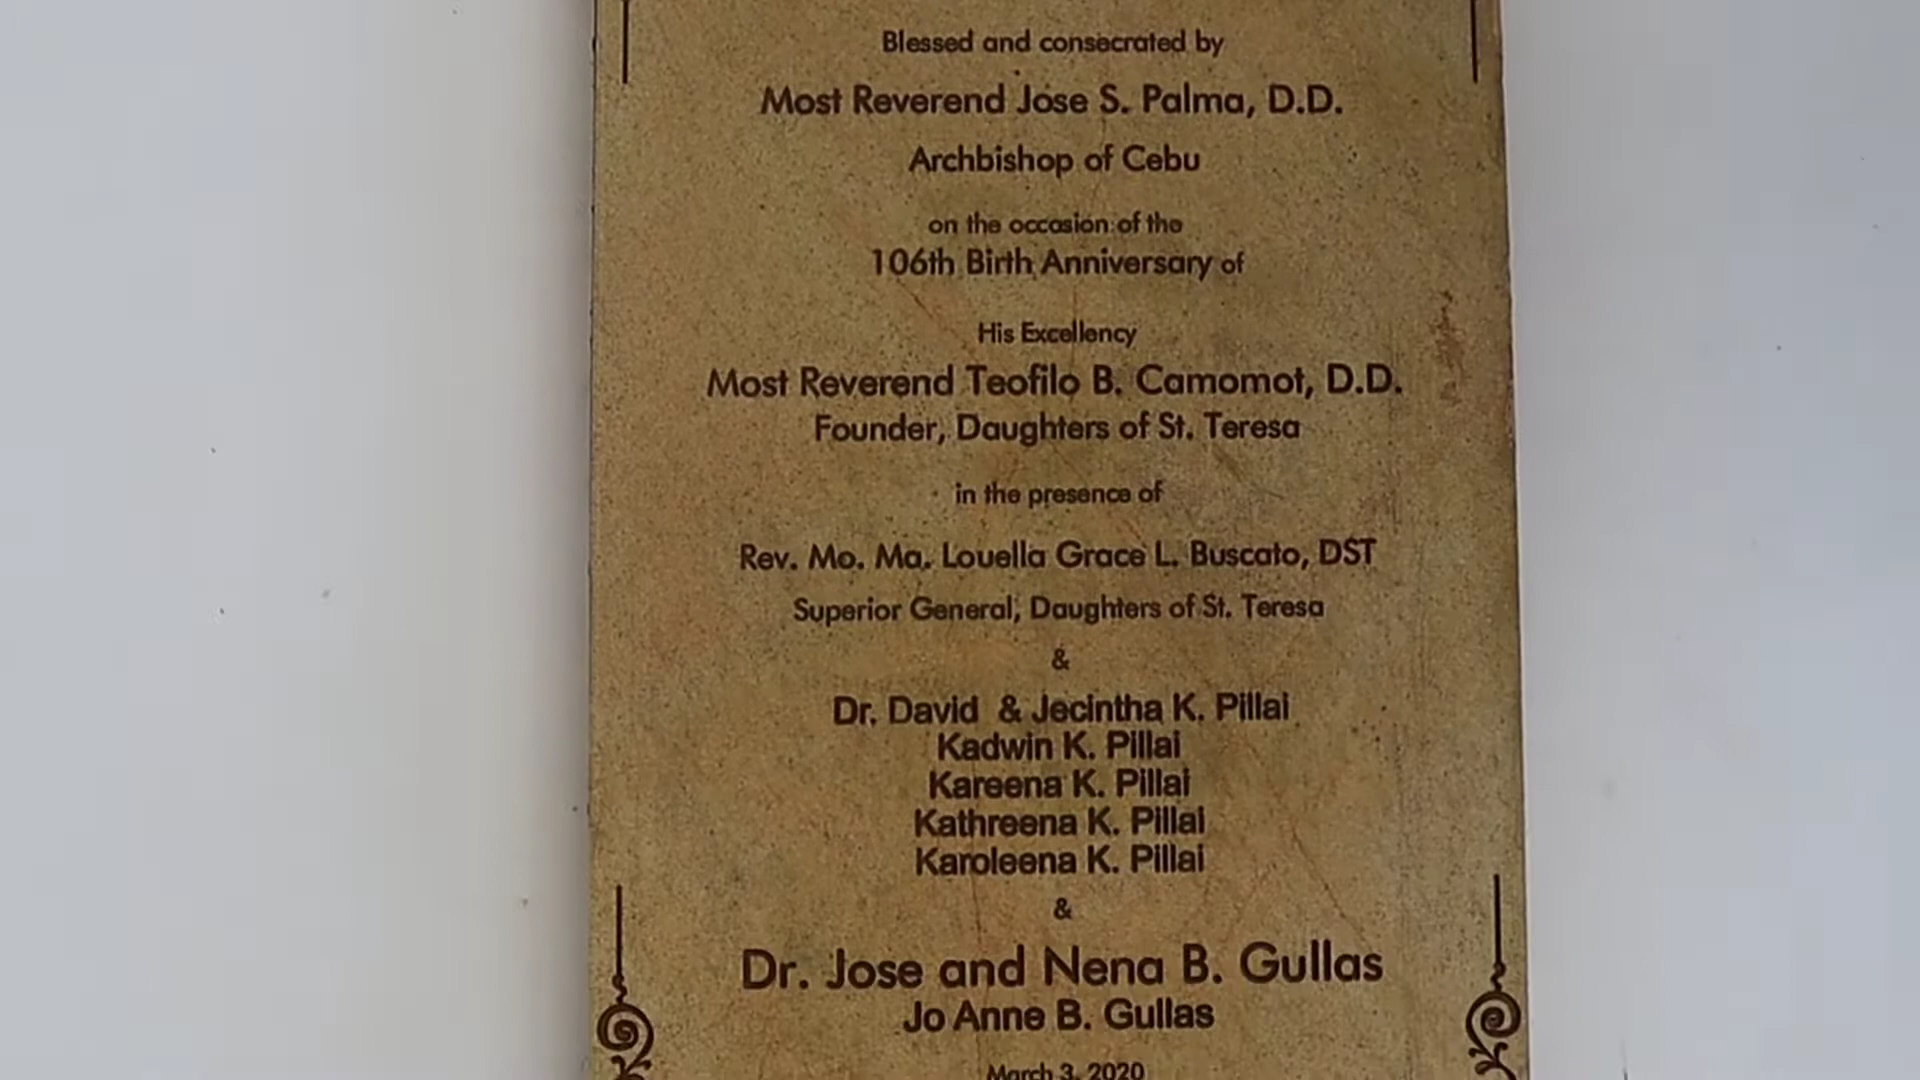 Blessed and consecrated by
Most Reverend Jose S. Palma, D.D.
Archbishop of Cebu
on the occasion of the
106th Birth Anniversary of
His Excellency
Most Reverend Teofilo B. Camomot, D.D.
Founder, Daughters of St. Teresa
in the presence of
Rev. Mo. Ma. Louella Grace L. Buscato, DST
Superior General, Daughters of St. Teresa
&
Dr. David & Jecintha K. Pillai
Kadwin K. Pillai
Kareena K. Pillai
Kathreena K. Pillai
Karoleena K. Pillai
&
Dr. Jose and Nena B. Gullas
Jo Anne B. Gullas
March 3, 2020